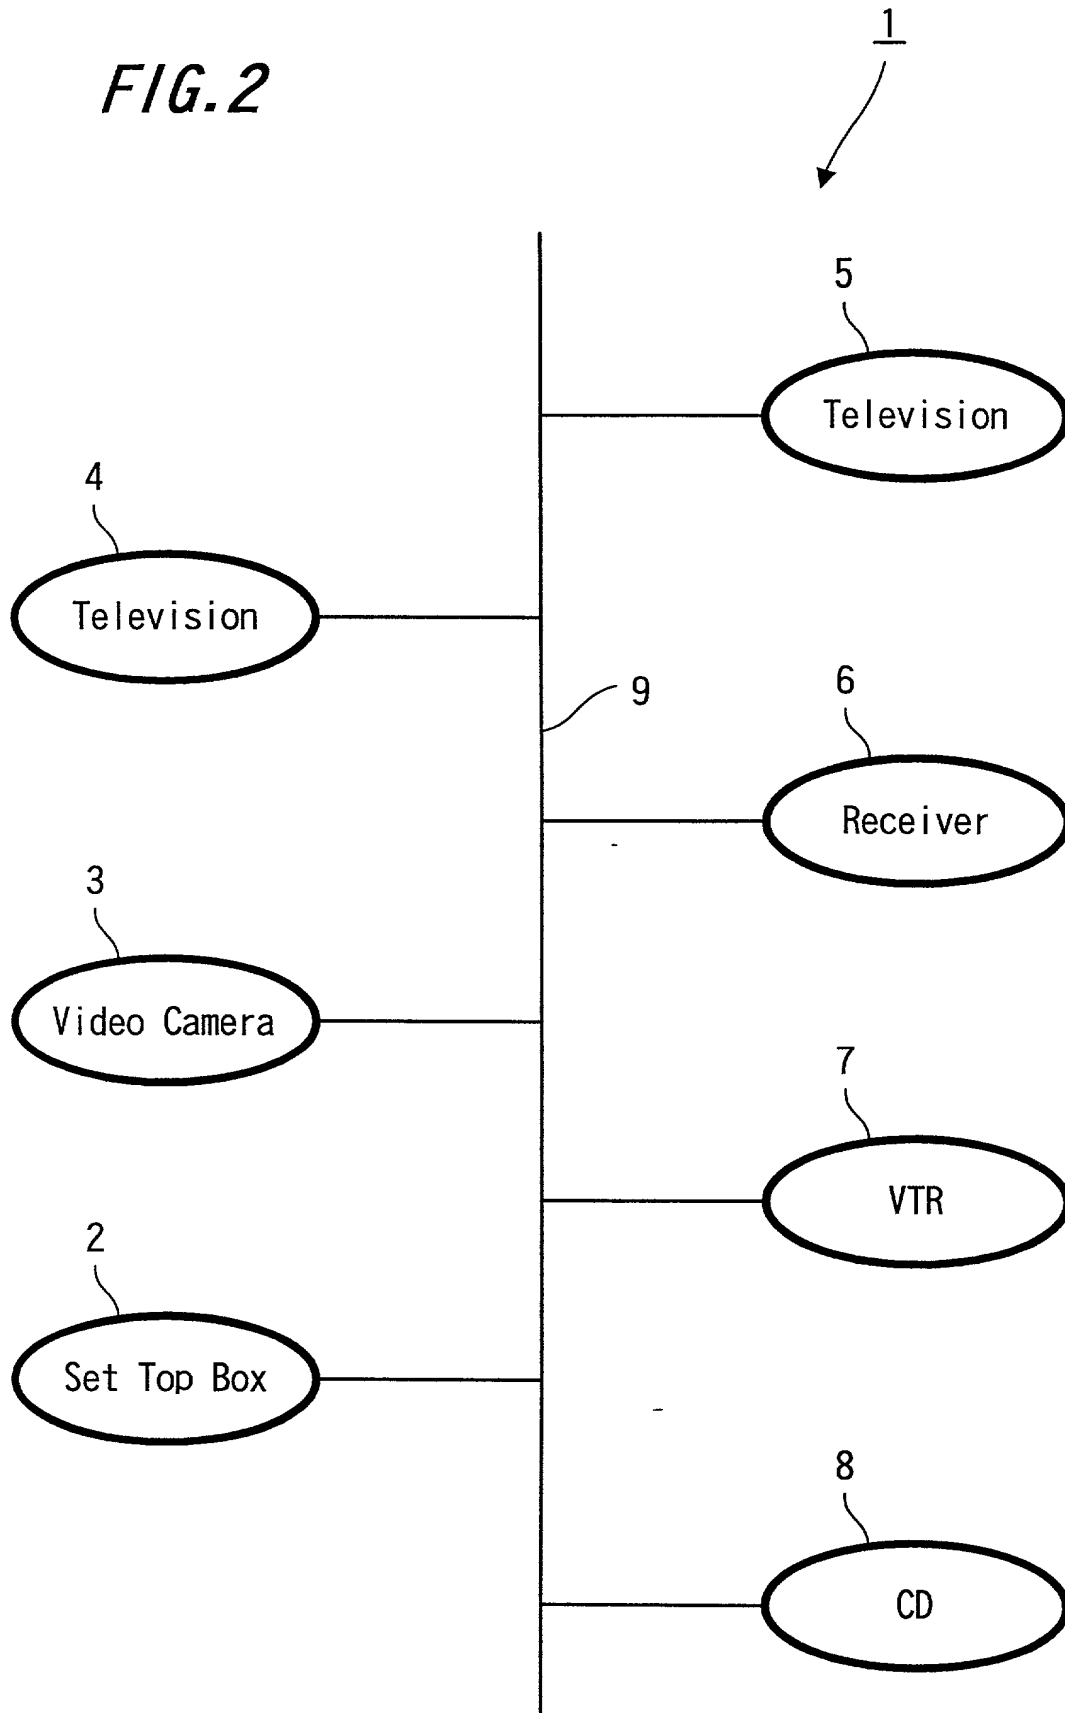 FIG.2
1
5
Television
4
Television
9
6
Receiver
3
Video Camera
7
VTR
2
Set Top Box
8
CD